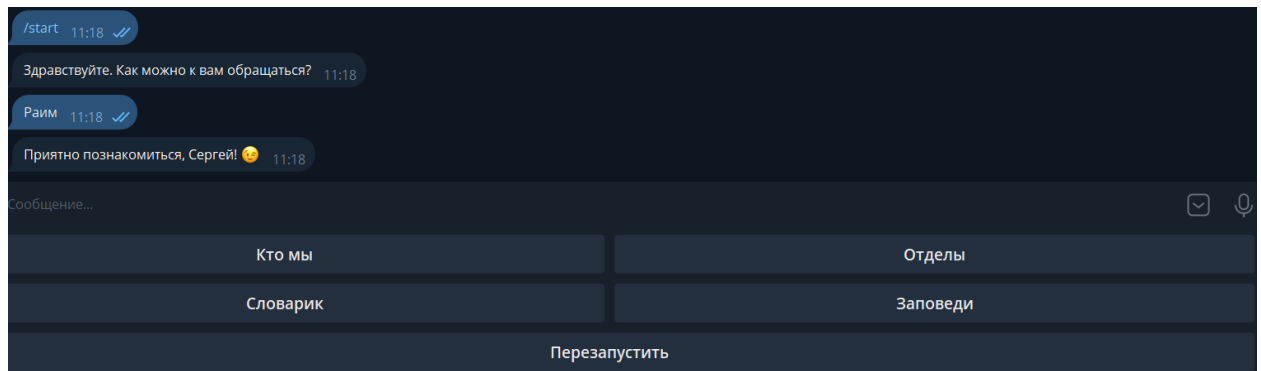 /start 11:18
Здравствуйте. Как можно к вам обращаться? 11:18
Раим 11:18
Приятно познакомиться, Сергей! 😉 11:18
Сообщение...
Кто мы Отделы
Словарик Заповеди
Перезапустить